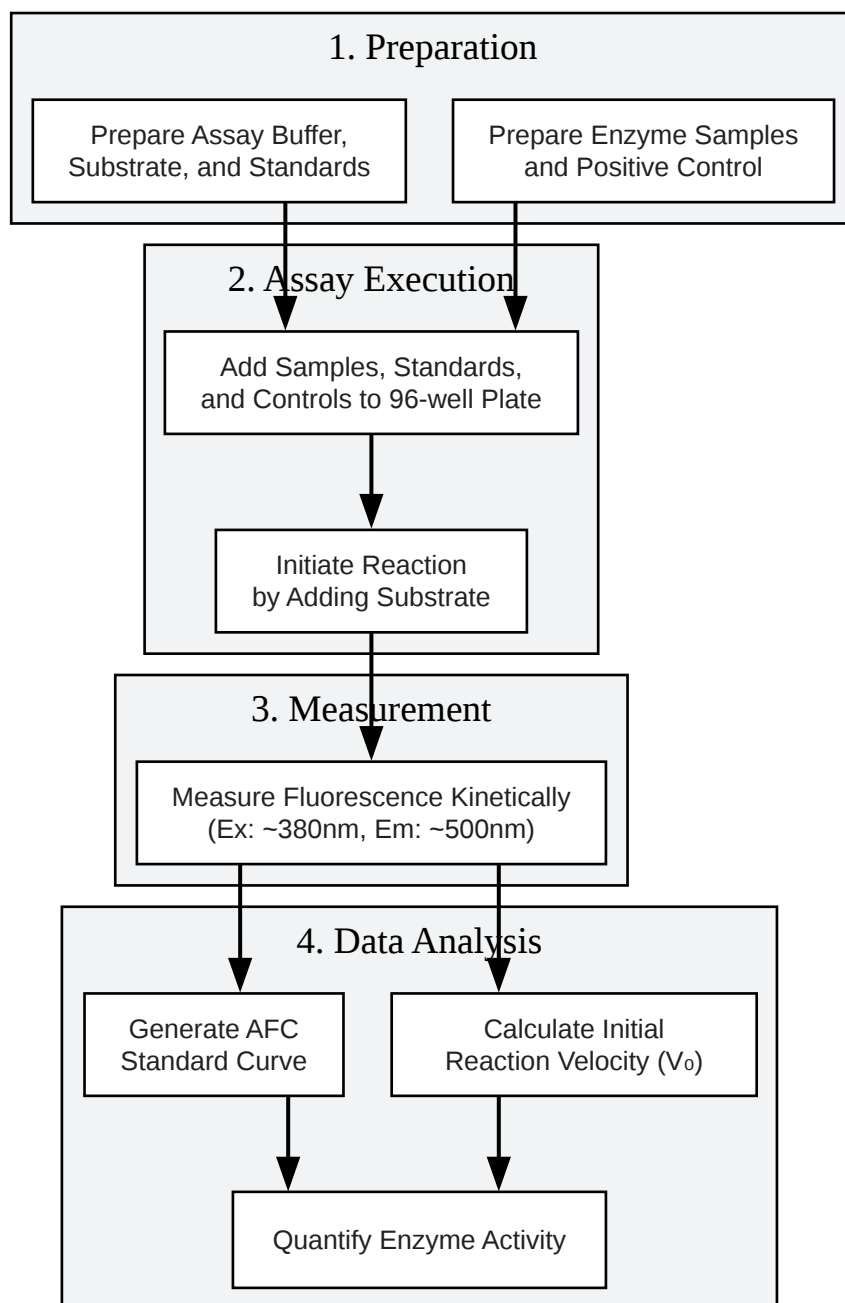 1. Preparation
Prepare Assay Buffer,
Substrate, and Standards
Prepare Enzyme Samples
and Positive Control
2. Assay Execution
Add Samples, Standards,
and Controls to 96-well Plate
Initiate Reaction
by Adding Substrate
3. Measurement
Measure Fluorescence Kinetically
(Ex: ~380nm, Em: ~500nm)
4. Data Analysis
Generate AFC
Standard Curve
Calculate Initial
Reaction Velocity (V₀)
Quantify Enzyme Activity